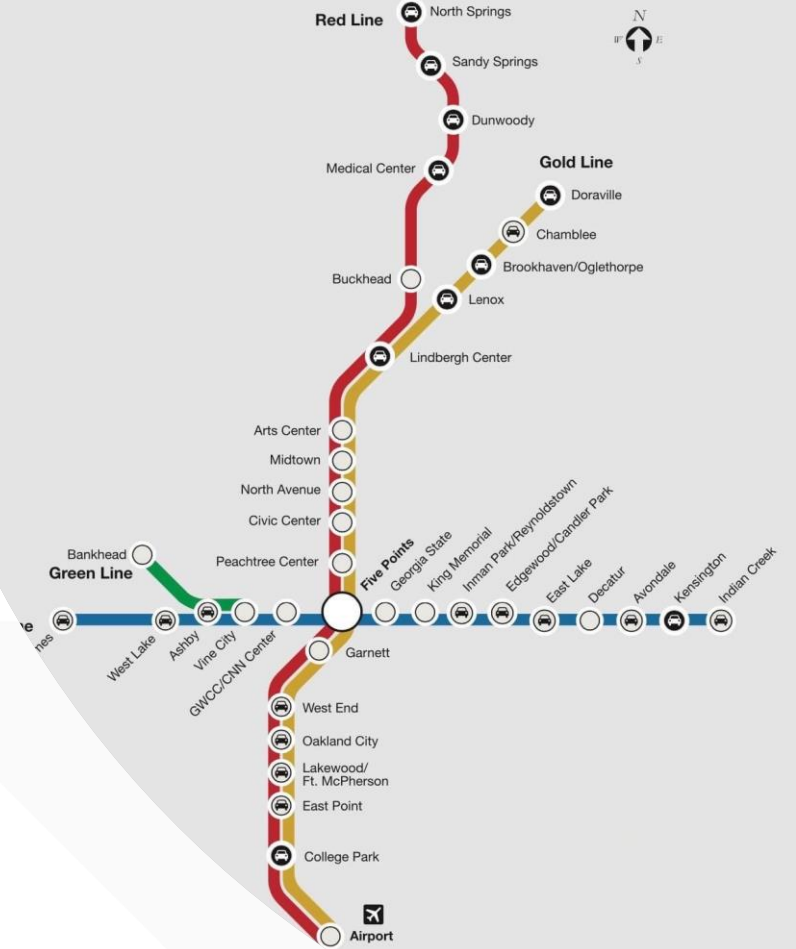 North Springs
Red Line
N
W E
S
Sandy Springs
Dunwoody
Medical Center
Gold Line
Doraville
Chamblee
Brookhaven/Oglethorpe
Buckhead
Lenox
Lindbergh Center
Arts Center
Midtown
North Avenue
Civic Center
Peachtree Center
Bankhead
Green Line
West Lake
Ashby
Vine City
GWCC/CNN Center
Five Points
Georgia State
King Memorial
Inman Park/Reynoldstown
Edgewood/Candler Park
East Lake
Decatur
Avondale
Kensington
Indian Creek
Garnett
West End
Oakland City
Lakewood/
Ft. McPherson
East Point
College Park
Airport